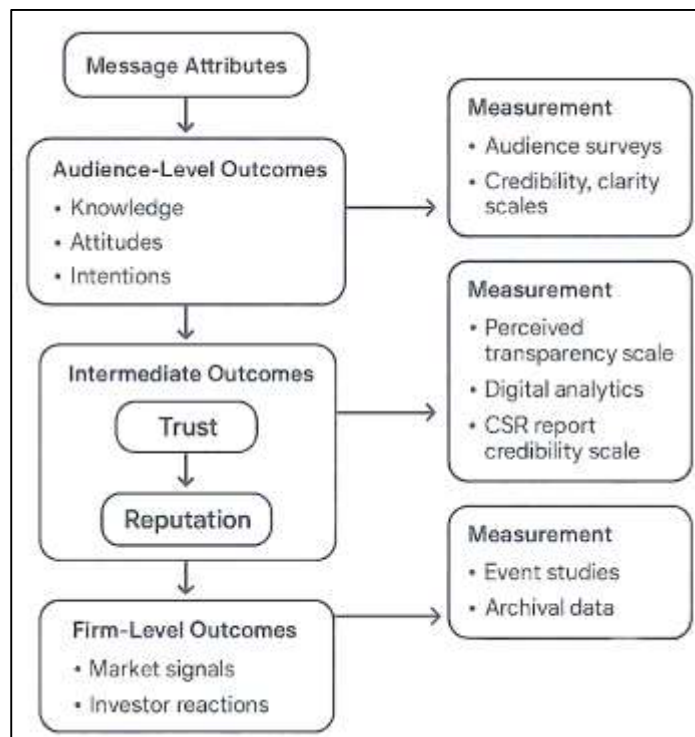 Message Attributes
Audience-Level Outcomes
• Knowledge
• Attitudes
• Intentions
Measurement
• Audience surveys
• Credibility, clarity
scales
Intermediate Outcomes
Trust
Reputation
Measurement
• Perceived
transparency scale
• Digital analytics
• CSR report
credibility scale
Firm-Level Outcomes
• Market signals
• Investor reactions
Measurement
• Event studies
• Archival data